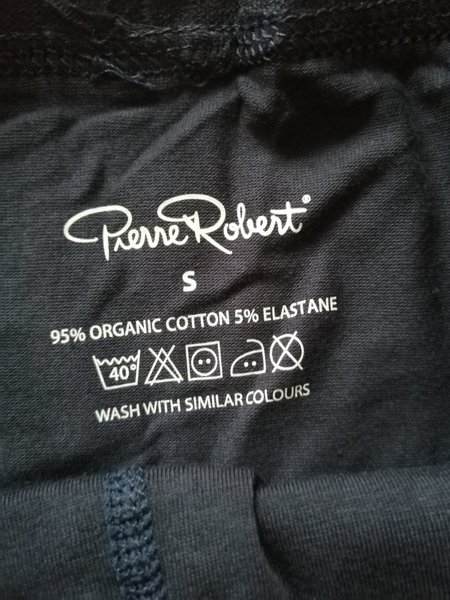 Pierre Robert®
S
95% ORGANIC COTTON 5% ELASTANE
40°
WASH WITH SIMILAR COLOURS